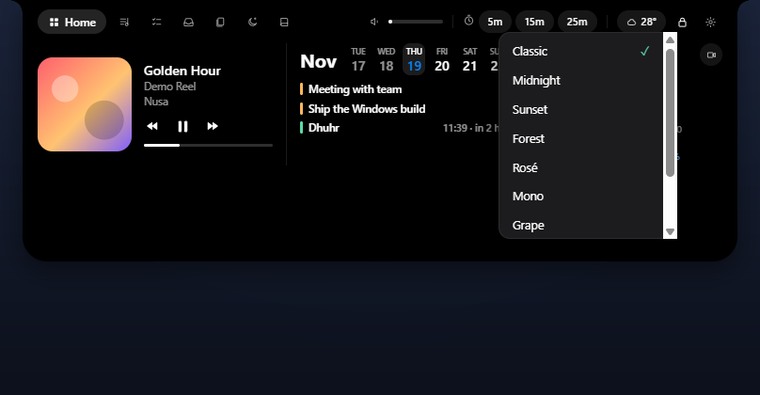 Home
5m 15m 25m
28°
Golden Hour
Demo Reel
Nusa
Nov
TUE WED THU FRI SAT
17 18 19 20 21
Meeting with team
Ship the Windows build
Dhuhr 11:39 · in 2 h
Classic
Midnight
Sunset
Forest
Rosé
Mono
Grape